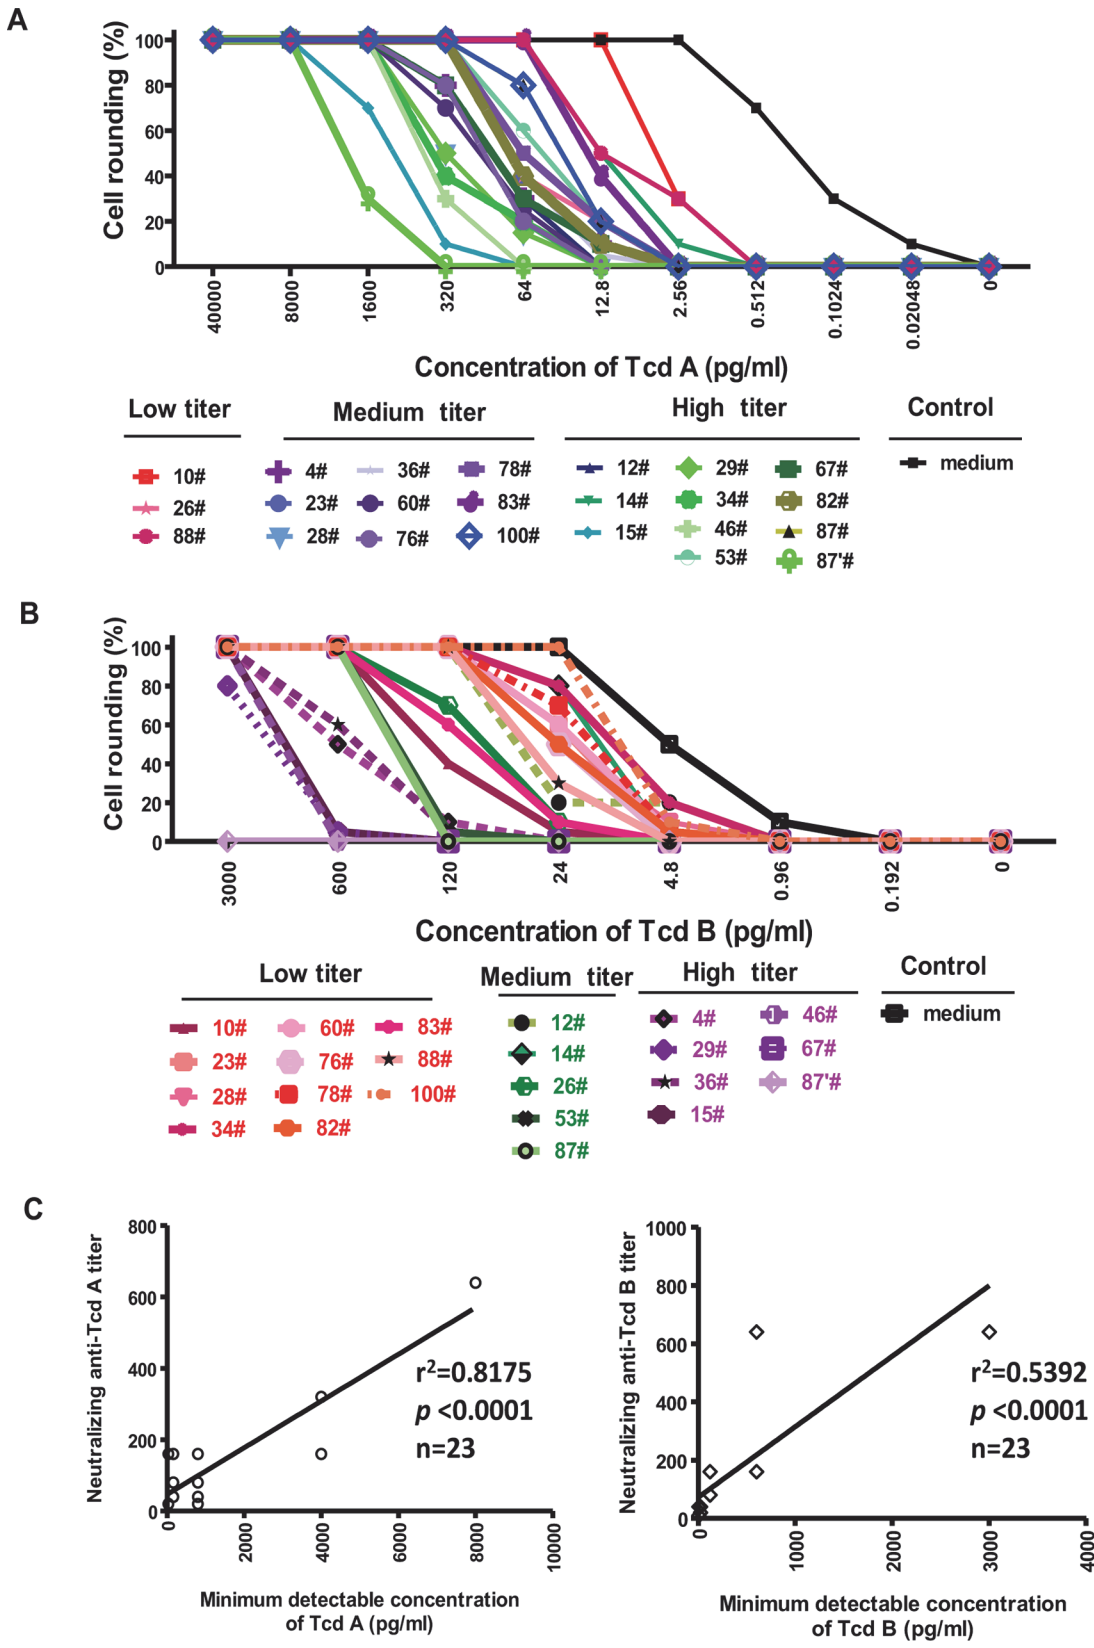 A
Cell rounding (%)
100
80
60
40
20
0
40000 8000 1600 320 64 12.8 2.56 0.512 0.1024 0.02048 0
Concentration of Tcd A (pg/ml)
Low titer Medium titer High titer Control
10# 4# 36# 78# 12# 29# 67# medium
26# 23# 60# 83# 14# 34# 82#
88# 28# 76# 100# 15# 46# 87#
53# 87'#
B
Cell rounding (%)
100
80
60
40
20
0
3000 600 120 24 4.8 0.96 0.192 0
Concentration of Tcd B (pg/ml)
Low titer Medium titer High titer Control
10# 60# 83# 12# 4# 46# medium
23# 76# 88# 14# 29# 67#
28# 78# 100# 26# 36# 87'#
34# 82# 53# 15#
87#
C
Neutralizing anti-Tcd A titer
800
600
400
200
0
0 2000 4000 6000 8000 10000
r²=0.8175
p <0.0001
n=23
Minimum detectable concentration
of Tcd A (pg/ml)
Neutralizing anti-Tcd B titer
1000
800
600
400
200
0
0 1000 2000 3000 4000
r²=0.5392
p <0.0001
n=23
Minimum detectable concentration
of Tcd B (pg/ml)